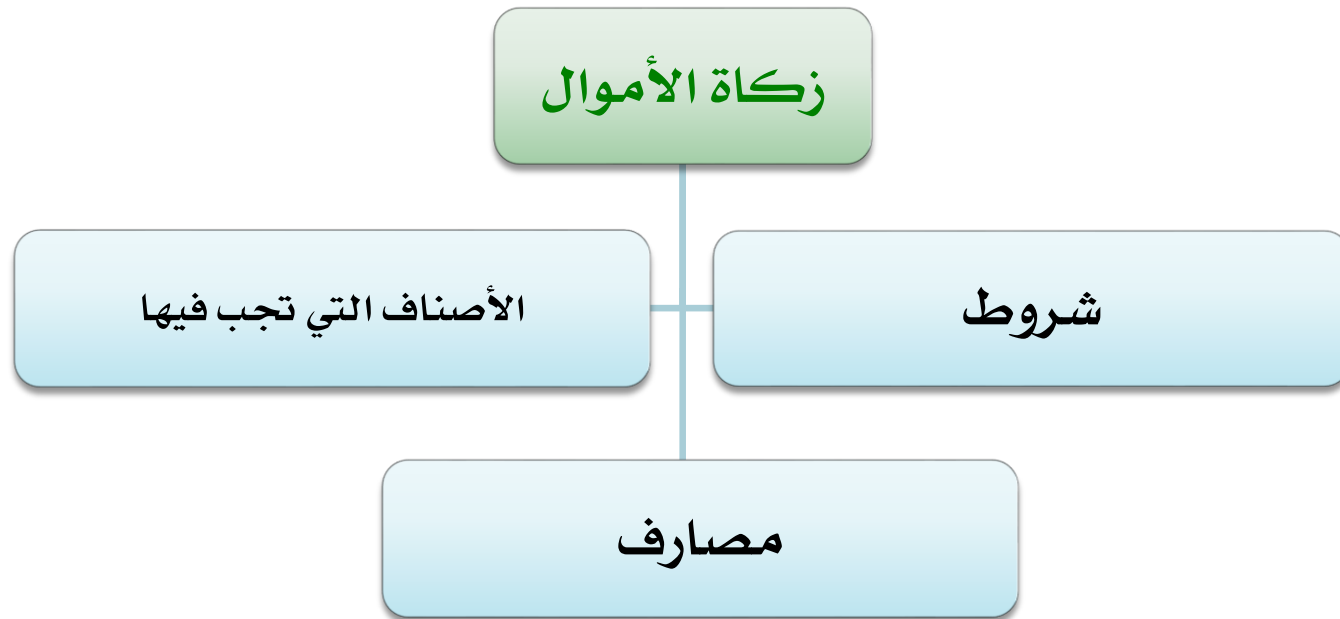 زكاة الأموال
شروط
الأصناف التي تجب فيها
مصارف